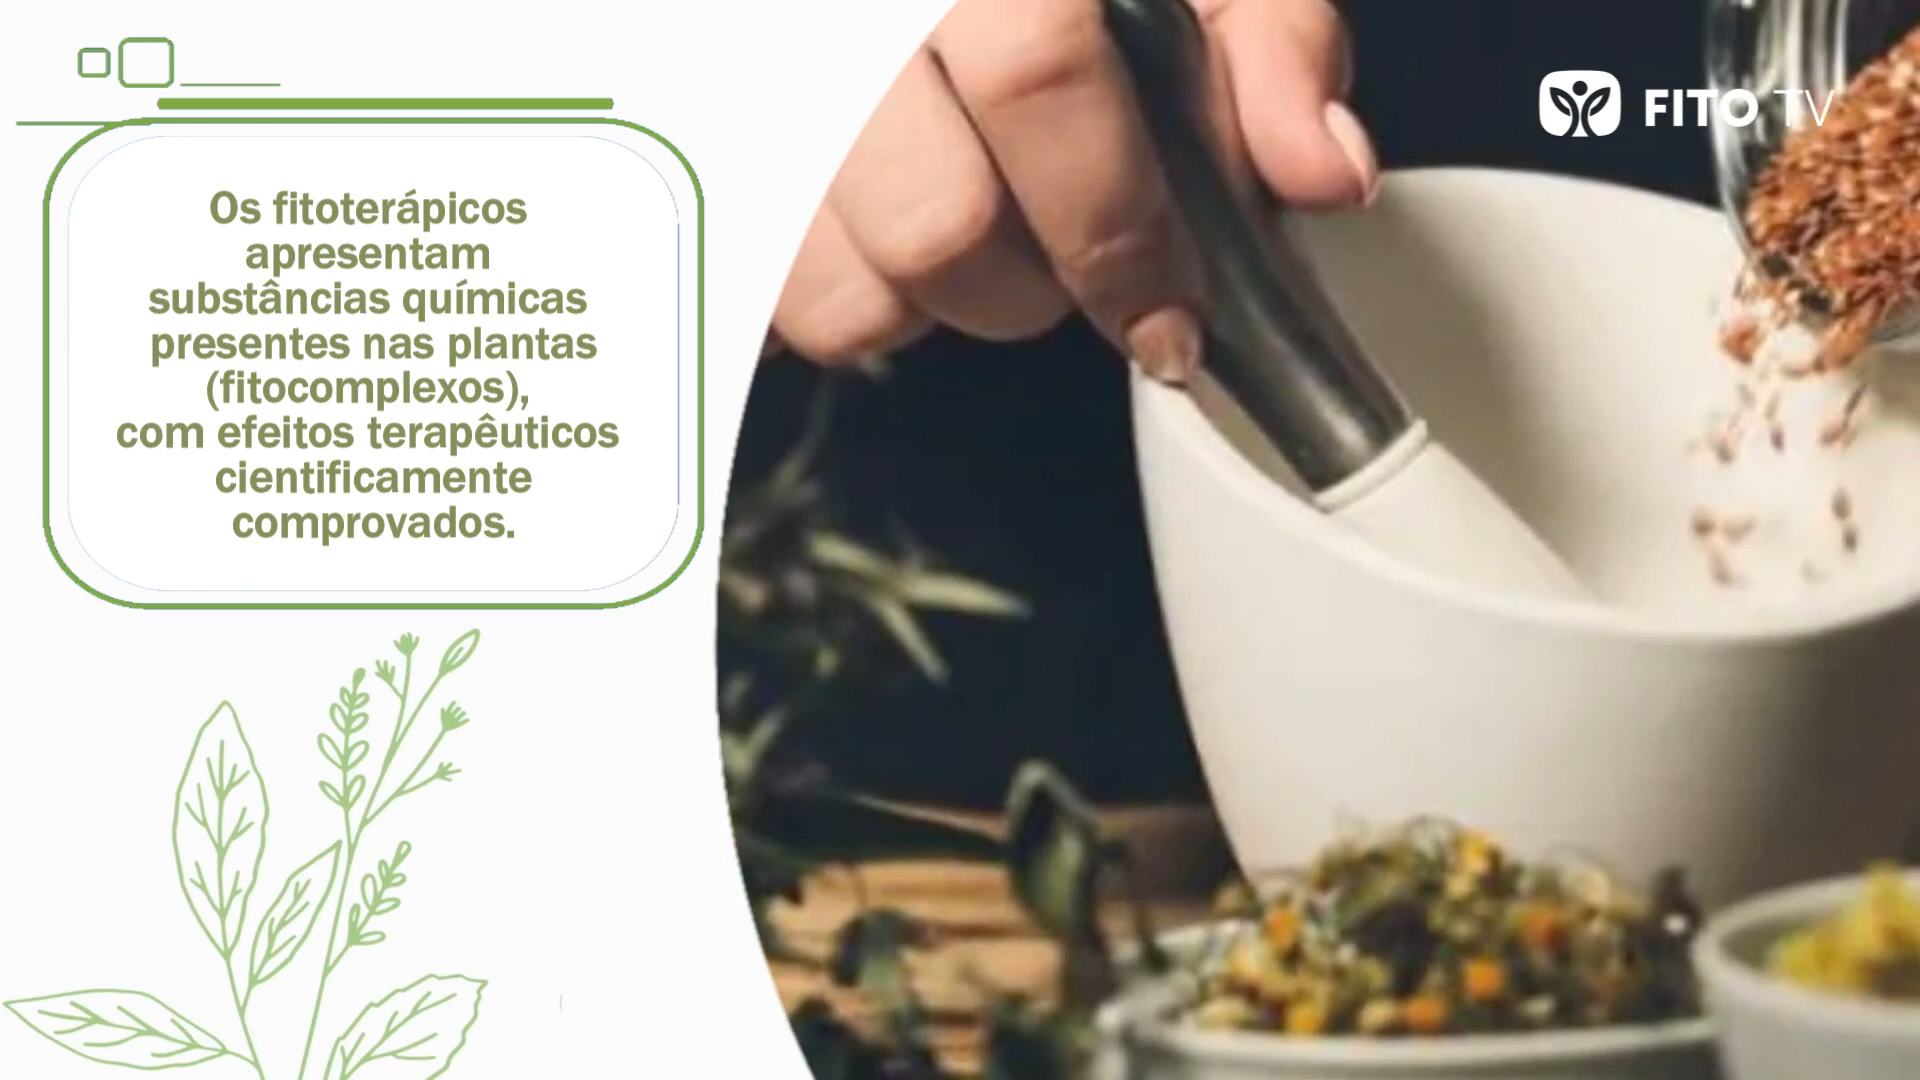 Os fitoterápicos
apresentam
substâncias químicas
presentes nas plantas
(fitocomplexos),
com efeitos terapêuticos
cientificamente
comprovados.
FITO TV